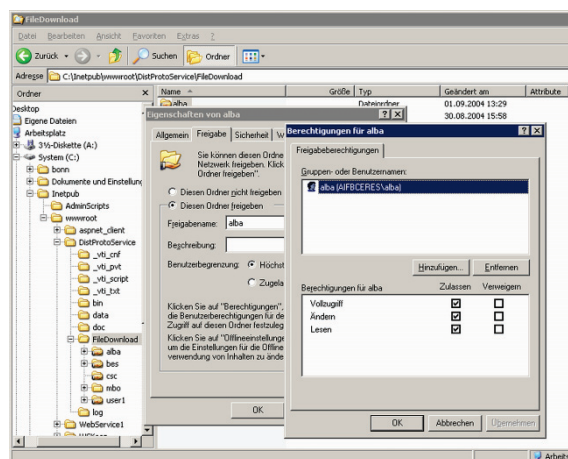 FileDownload
Datei Bearbeiten Ansicht Favoriten Extras ?
Zurück Suchen Ordner
Adresse C:\Inetpub\wwwroot\DistProtoService\FileDownload
Ordner
Name Größe Typ Geändert am Attribute
alba Dateiordner 01.09.2004 13:29
30.08.2004 15:58
Desktop
Eigene Dateien
Arbeitsplatz
3½-Diskette (A:)
System (C:)
bonn
Dokumente und Einstellun
Inetpub
AdminScripts
wwwroot
aspnet_client
DistProtoService
_vti_cnf
_vti_pvt
_vti_script
_vti_txt
bin
data
doc
FileDownload
alba
bes
csc
mbo
user1
log
WebService1
Eigenschaften von alba
Allgemein Freigabe Sicherheit
Sie können diesen Ordne
Netzwerk freigeben. Klick
Ordner freigeben".
Diesen Ordner nicht freigeben
Diesen Ordner freigeben
Freigabename: alba
Beschreibung:
Benutzerbegrenzung: Höchst
Zugela
Klicken Sie auf "Berechtigungen",
die Benutzerberechtigungen für de
Zugriff auf diesen Ordner festzuleg
Klicken Sie auf "Offlineeinstellunge
um die Einstellungen für die Offline
verwendung von Inhalten zu ände
OK
Berechtigungen für alba
Freigabeberechtigungen
Gruppen- oder Benutzernamen:
alba (AIFBCERES\alba)
Hinzufügen... Entfernen
Berechtigungen für alba Zulassen Verweigern
Vollzugriff
Ändern
Lesen
OK Abbrechen Übernehmen
Arbeits